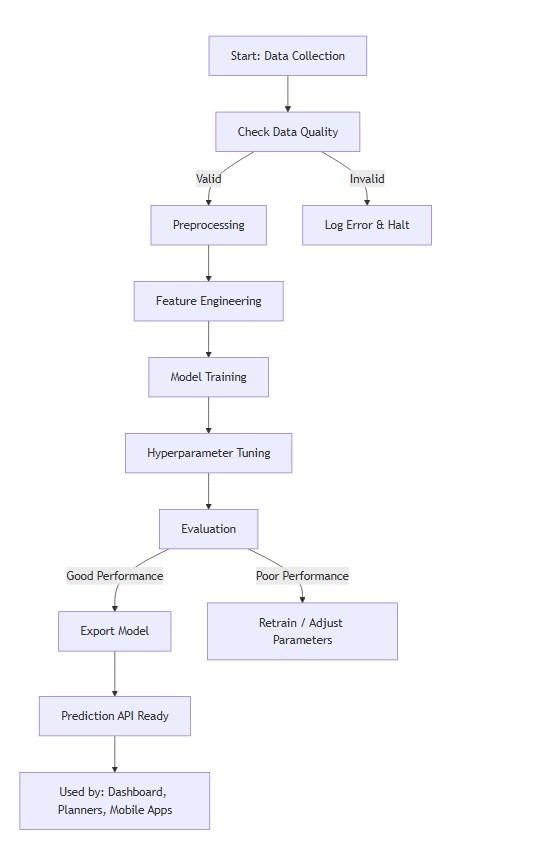 Start: Data Collection
Check Data Quality
Valid
Invalid
Preprocessing
Log Error & Halt
Feature Engineering
Model Training
Hyperparameter Tuning
Evaluation
Good Performance
Poor Performance
Export Model
Retrain / Adjust
Parameters
Prediction API Ready
Used by: Dashboard,
Planners, Mobile Apps